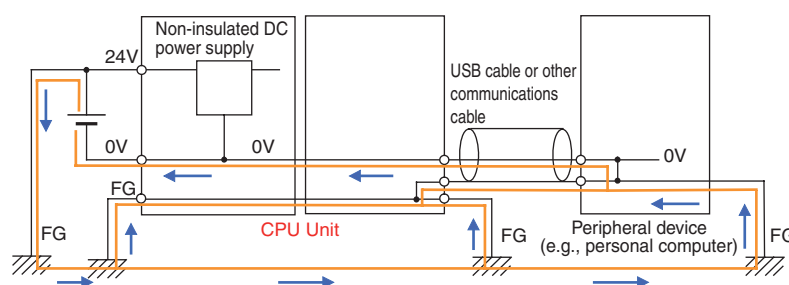 Non-insulated DC
power supply
24V
USB cable or other
communications
cable
0V
0V
0V
FG
CPU Unit
FG
FG
FG
Peripheral device
(e.g., personal computer)